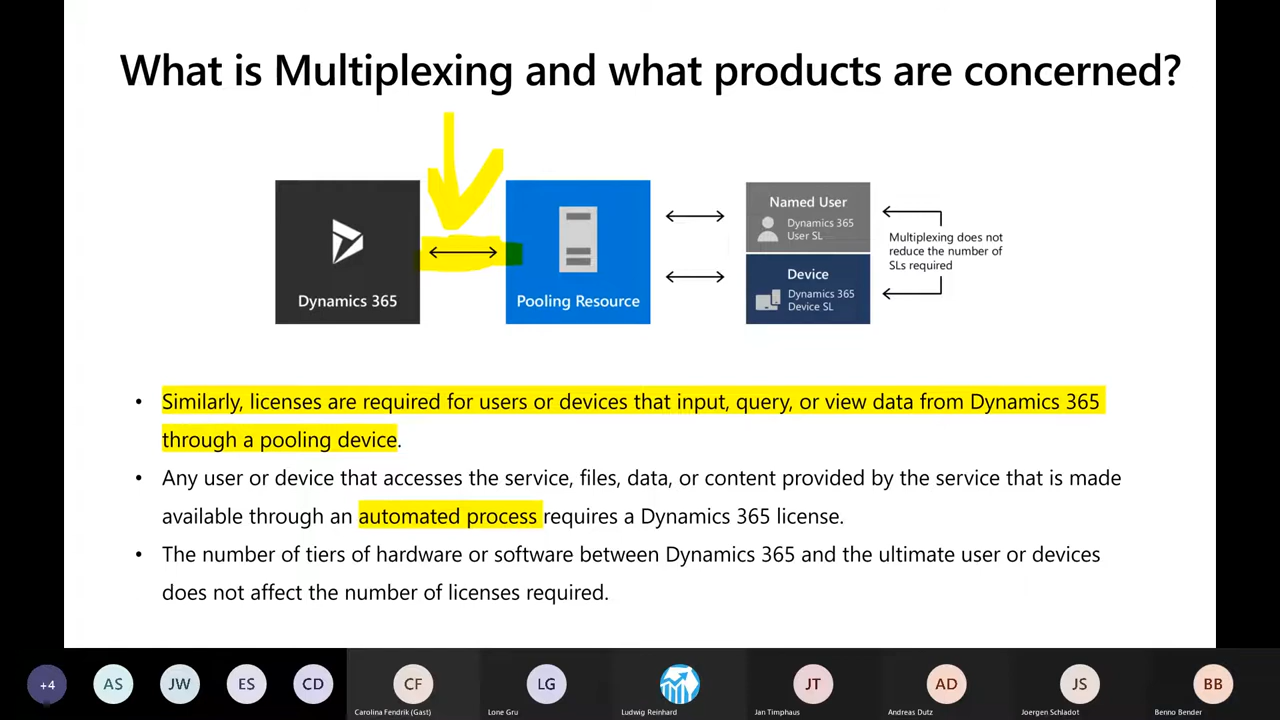 What is Multiplexing and what products are concerned?
Dynamics 365
Pooling Resource
Named User
Dynamics 365
User SL
Device
Dynamics 365
Device SL
Multiplexing does not
reduce the number of
SLs required
• Similarly, licenses are required for users or devices that input, query, or view data from Dynamics 365
through a pooling device.
• Any user or device that accesses the service, files, data, or content provided by the service that is made
available through an automated process requires a Dynamics 365 license.
• The number of tiers of hardware or software between Dynamics 365 and the ultimate user or devices
does not affect the number of licenses required.
+4
AS
JW
ES
CD
CF
Carolina Fendrik (Gast)
LG
Lone Gru
Ludwig Reinhard
JT
Jan Timphaus
AD
Andreas Dutz
JS
Joergen Schladot
BB
Benno Bender